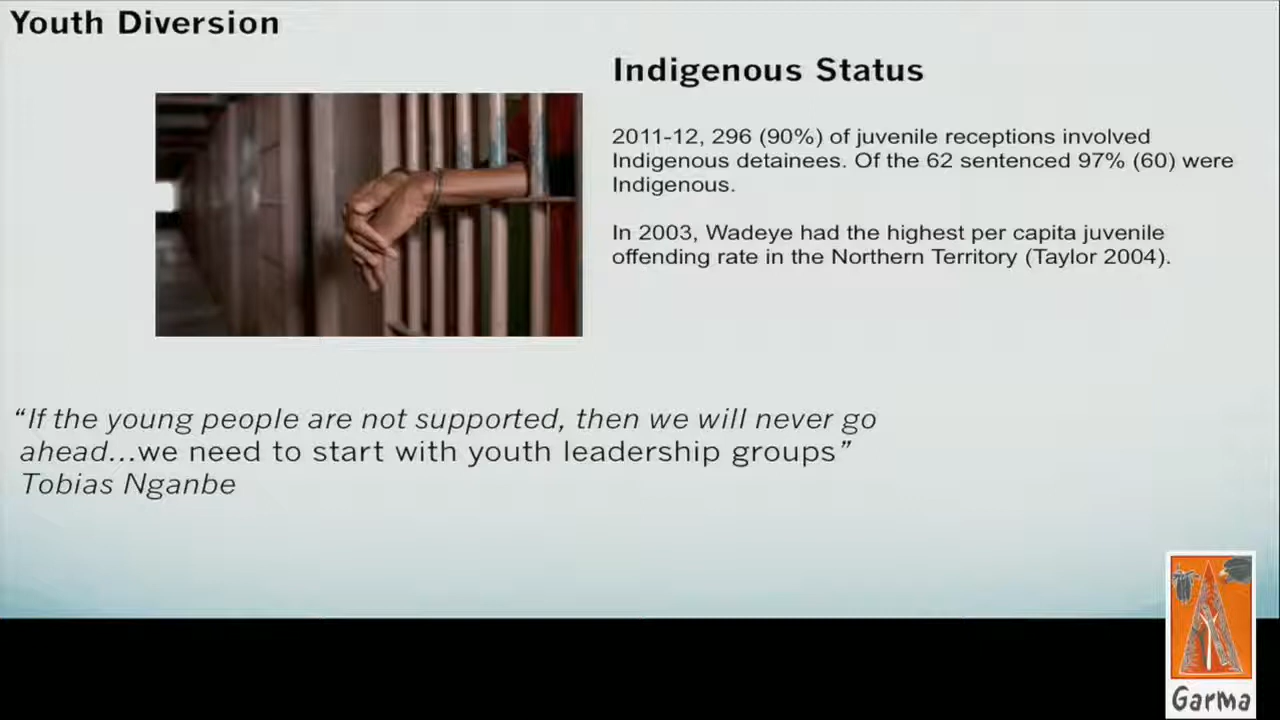 Youth Diversion
Indigenous Status
2011-12, 296 (90%) of juvenile receptions involved
Indigenous detainees. Of the 62 sentenced 97% (60) were
Indigenous.
In 2003, Wadeye had the highest per capita juvenile
offending rate in the Northern Territory (Taylor 2004).
“If the young people are not supported, then we will never go
ahead...we need to start with youth leadership groups”
Tobias Nganbe
Garma